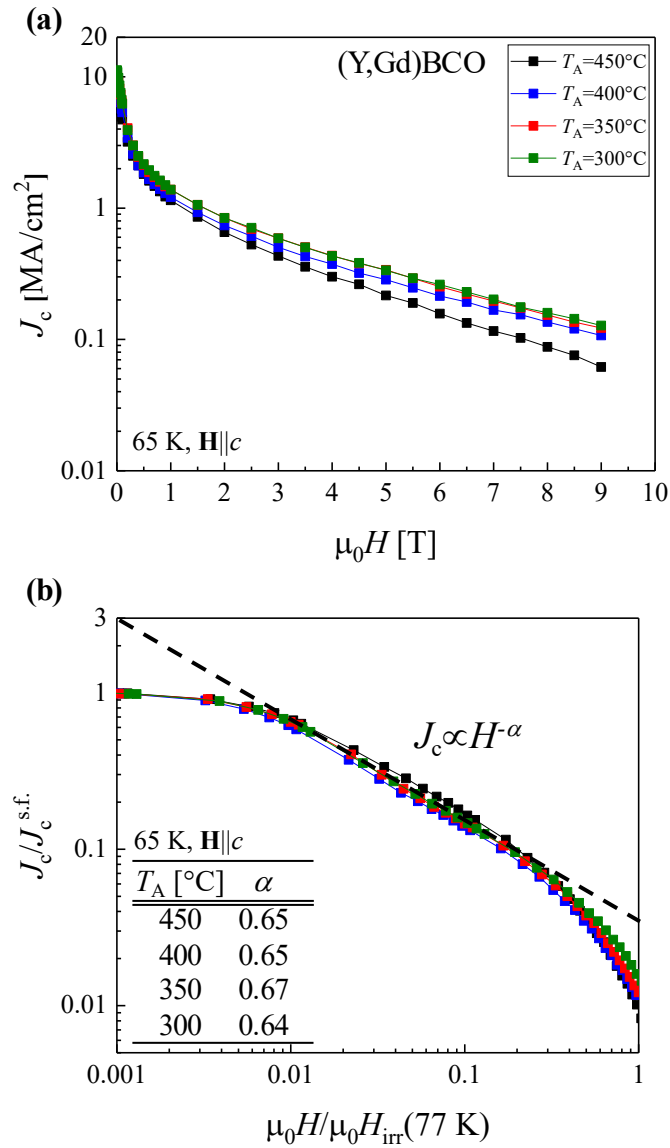 (a)
20
10
1
0.1
0.01
J_c [MA/cm²]
(Y,Gd)BCO
T_A=450°C
T_A=400°C
T_A=350°C
T_A=300°C
65 K, H||c
0 1 2 3 4 5 6 7 8 9 10
μ₀H [T]
(b)
3
1
0.1
0.01
J_c/J_c^s.f.
J_c∝H^-α
65 K, H||c
T_A [°C] α
450 0.65
400 0.65
350 0.67
300 0.64
0.001 0.01 0.1 1
μ₀H/μ₀H_irr(77 K)